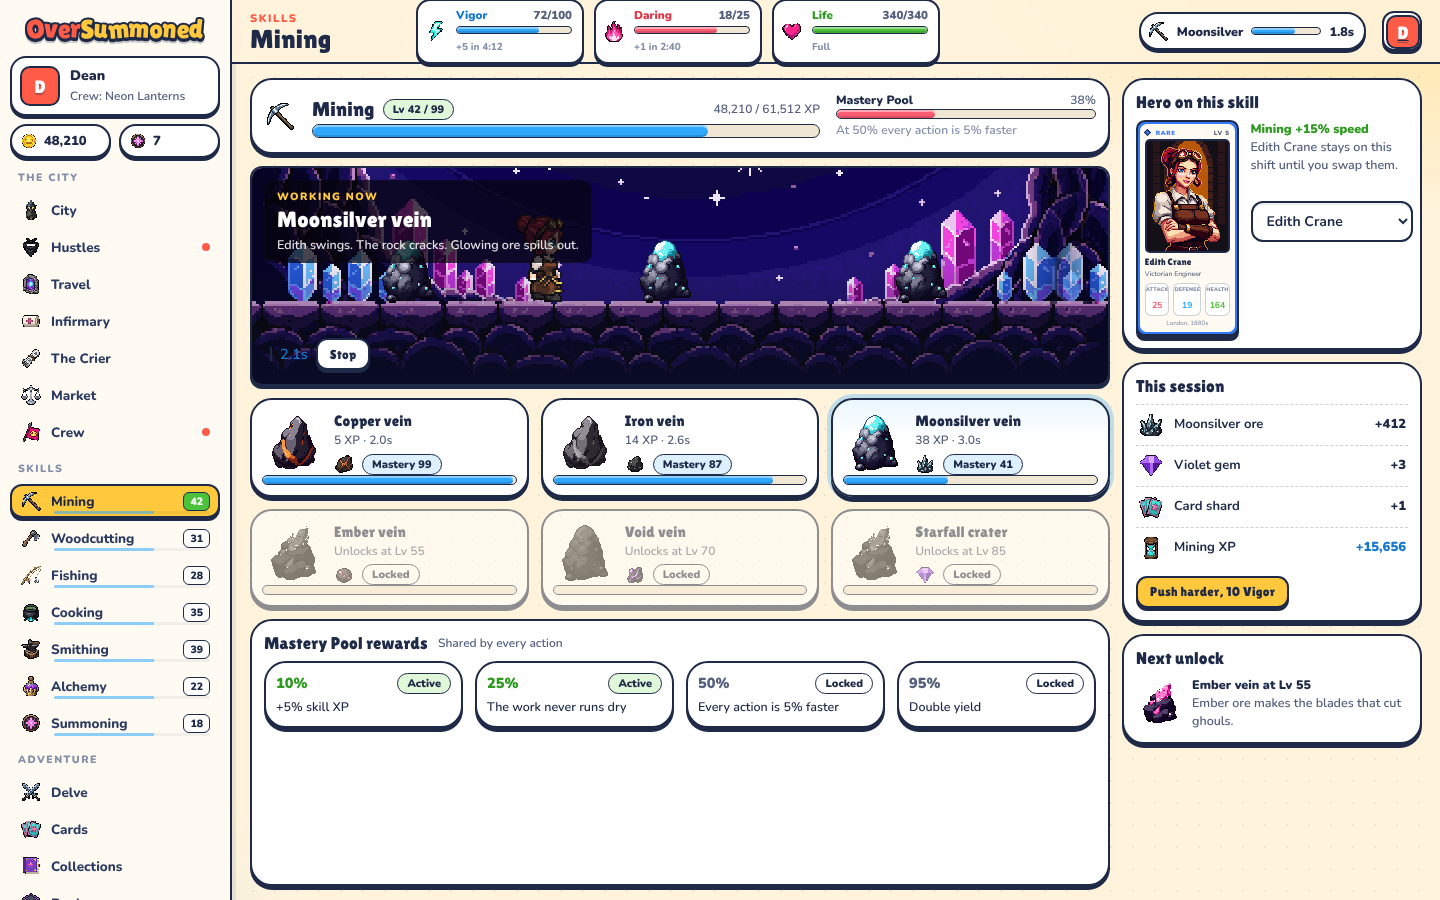 OverSummoned
D
Dean
Crew: Neon Lanterns
48,210
7
THE CITY
City
Hustles
Travel
Infirmary
The Crier
Market
Crew
SKILLS
Mining
42
Woodcutting
31
Fishing
28
Cooking
35
Smithing
39
Alchemy
22
Summoning
18
ADVENTURE
Delve
Cards
Collections
SKILLS
Mining
Vigor 72/100
+5 in 4:12
Daring 18/25
+1 in 2:40
Life 340/340
Full
Moonsilver 1.8s
D
Mining Lv 42 / 99 48,210 / 61,512 XP
Mastery Pool 38%
At 50% every action is 5% faster
WORKING NOW
Moonsilver vein
Edith swings. The rock cracks. Glowing ore spills out.
2.1s Stop
Copper vein
5 XP · 2.0s
Mastery 99
Iron vein
14 XP · 2.6s
Mastery 87
Moonsilver vein
38 XP · 3.0s
Mastery 41
Ember vein
Unlocks at Lv 55
Locked
Void vein
Unlocks at Lv 70
Locked
Starfall crater
Unlocks at Lv 85
Locked
Mastery Pool rewards Shared by every action
10% Active
+5% skill XP
25% Active
The work never runs dry
50% Locked
Every action is 5% faster
95% Locked
Double yield
Hero on this skill
RARE LV 5
Edith Crane
Victorian Engineer
ATTACK DEFENSE HEALTH
25 19 164
London, 1880s
Mining +15% speed
Edith Crane stays on this
shift until you swap them.
Edith Crane
This session
Moonsilver ore +412
Violet gem +3
Card shard +1
Mining XP +15,656
Push harder, 10 Vigor
Next unlock
Ember vein at Lv 55
Ember ore makes the blades that cut
ghouls.